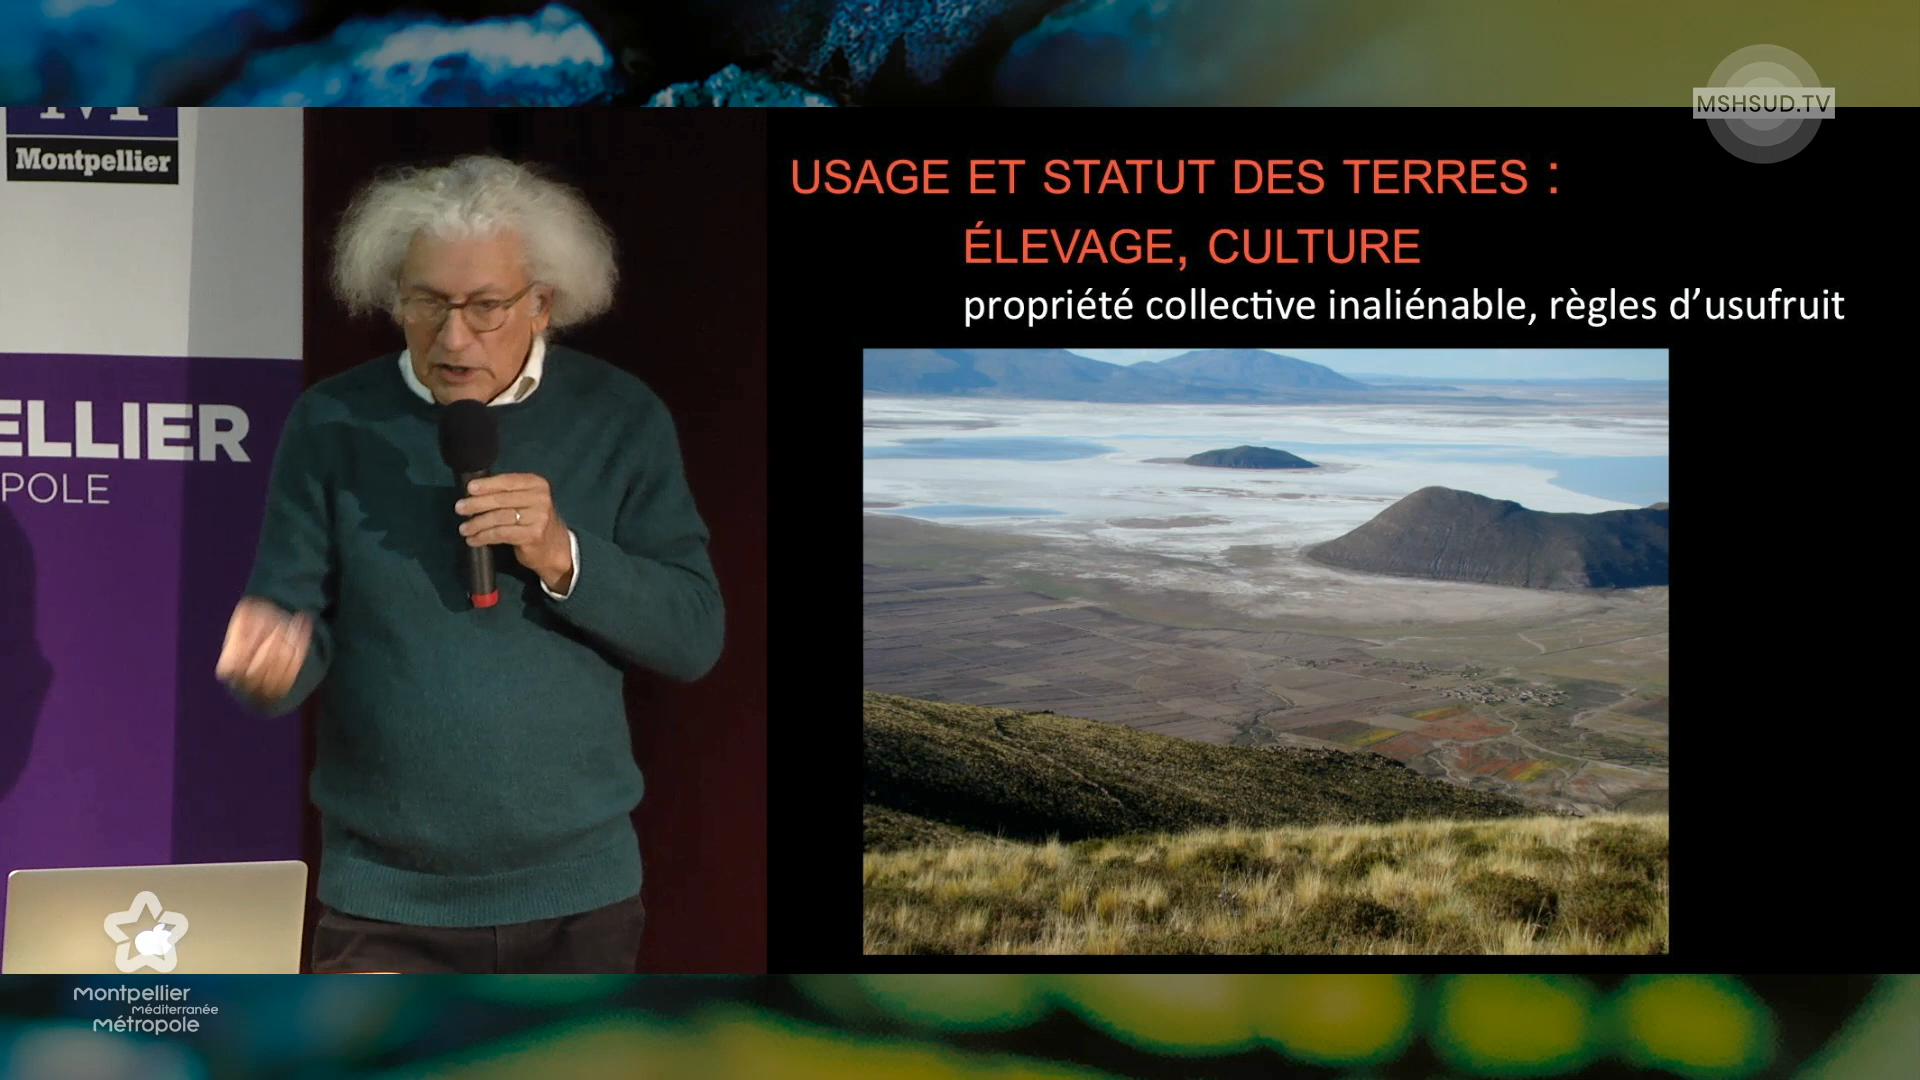 MSHSUD.TV
Montpellier
ELLIER
POLE
USAGE ET STATUT DES TERRES :
ÉLEVAGE, CULTURE
propriété collective inaliénable, règles d’usufruit
montpellier
méditerranée
métropole